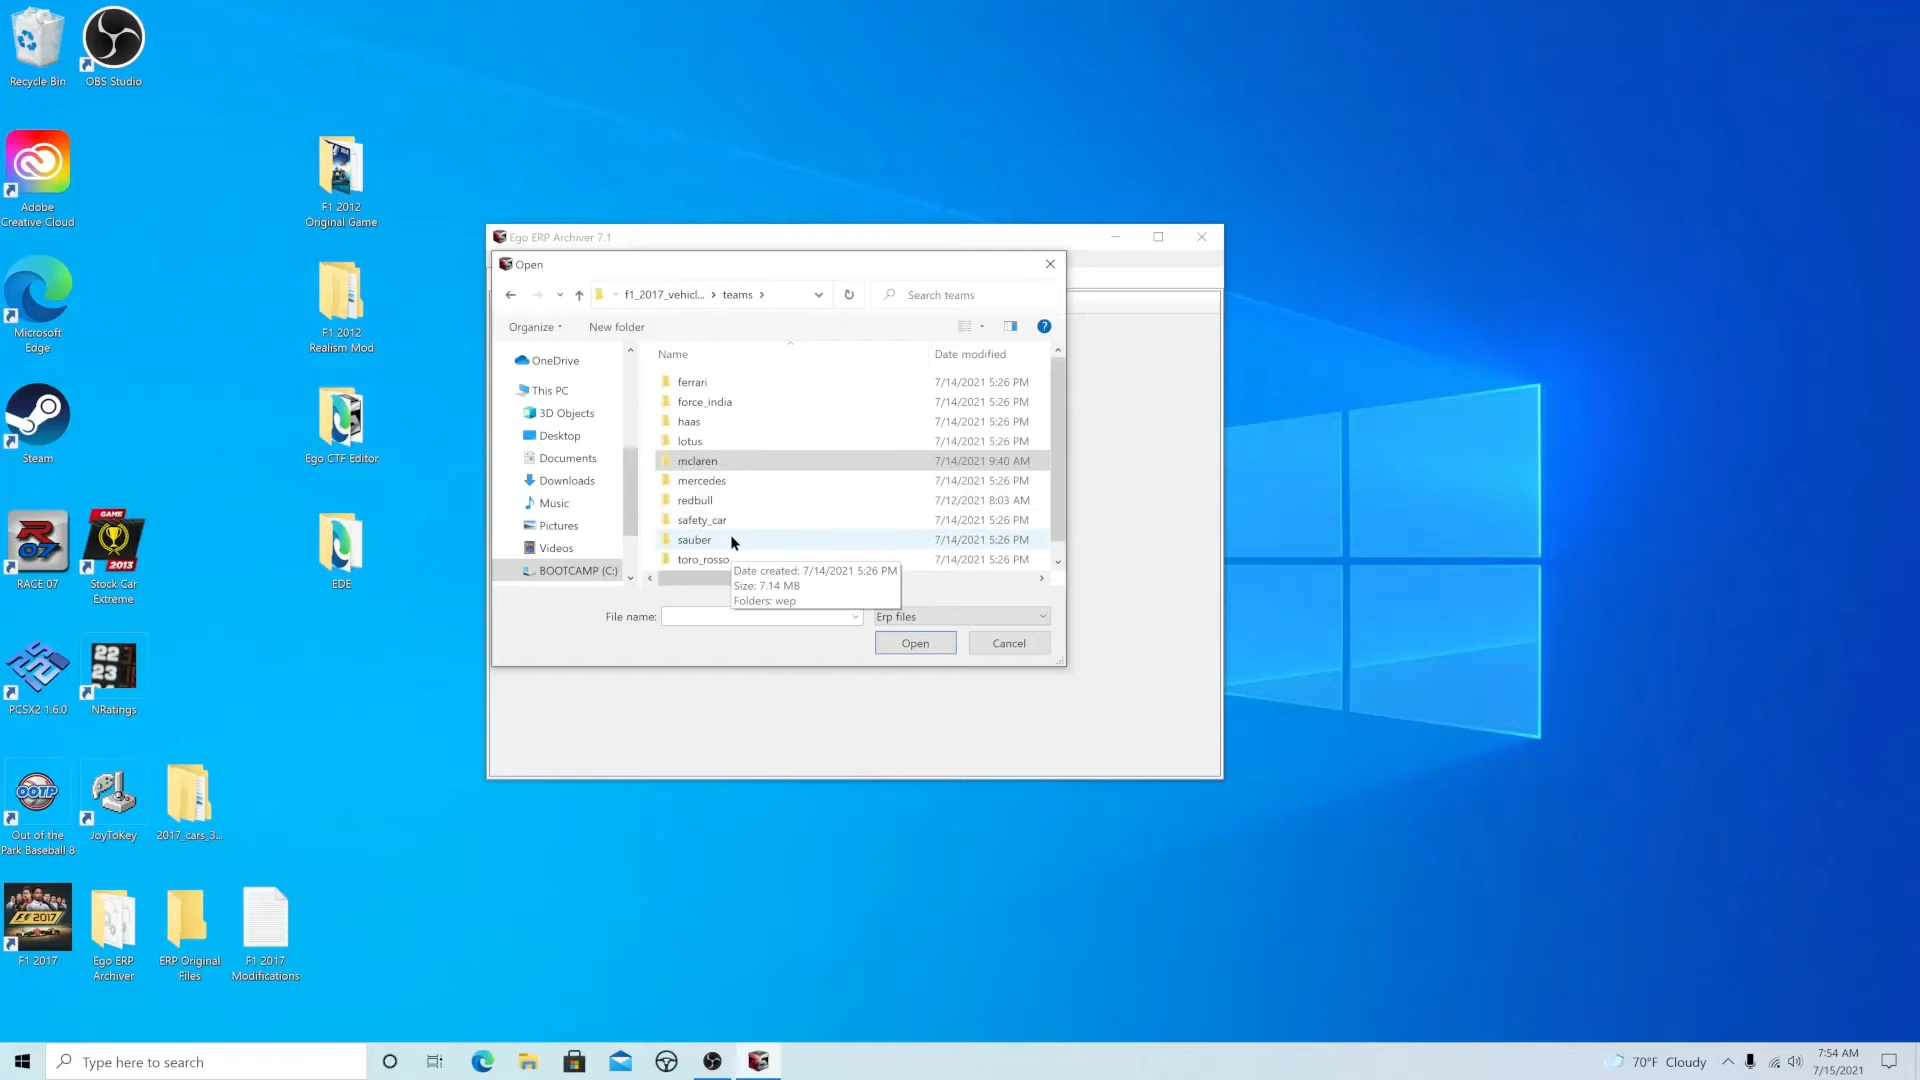 Recycle Bin
OBS Studio
Adobe
Creative Cloud
F1 2012
Original Game
Microsoft
Edge
F1 2012
Realism Mod
Steam
Ego CTF Editor
RACE 07
GAME
2013
Stock Car
Extreme
EDE
22
23
PCSX2 1.6.0
NRatings
OOTP
Out of the
Park Baseball 8
JoyToKey
2017_cars_3...
F1 2017
F1 2017
Ego ERP
Archiver
ERP Original
Files
F1 2017
Modifications
Ego ERP Archiver 7.1
Open
f1_2017_vehicl... › teams ›
Search teams
Organize
New folder
?
OneDrive
This PC
3D Objects
Desktop
Documents
Downloads
Music
Pictures
Videos
BOOTCAMP (C:)
Name Date modified
ferrari 7/14/2021 5:26 PM
force_india 7/14/2021 5:26 PM
haas 7/14/2021 5:26 PM
lotus 7/14/2021 5:26 PM
mclaren 7/14/2021 9:40 AM
mercedes 7/14/2021 5:26 PM
redbull 7/12/2021 8:03 AM
safety_car 7/14/2021 5:26 PM
sauber 7/14/2021 5:26 PM
toro_rosso 7/14/2021 5:26 PM
Date created: 7/14/2021 5:26 PM
Size: 7.14 MB
Folders: wep
File name:
Erp files
Open
Cancel
Type here to search
70°F Cloudy
7:54 AM
7/15/2021